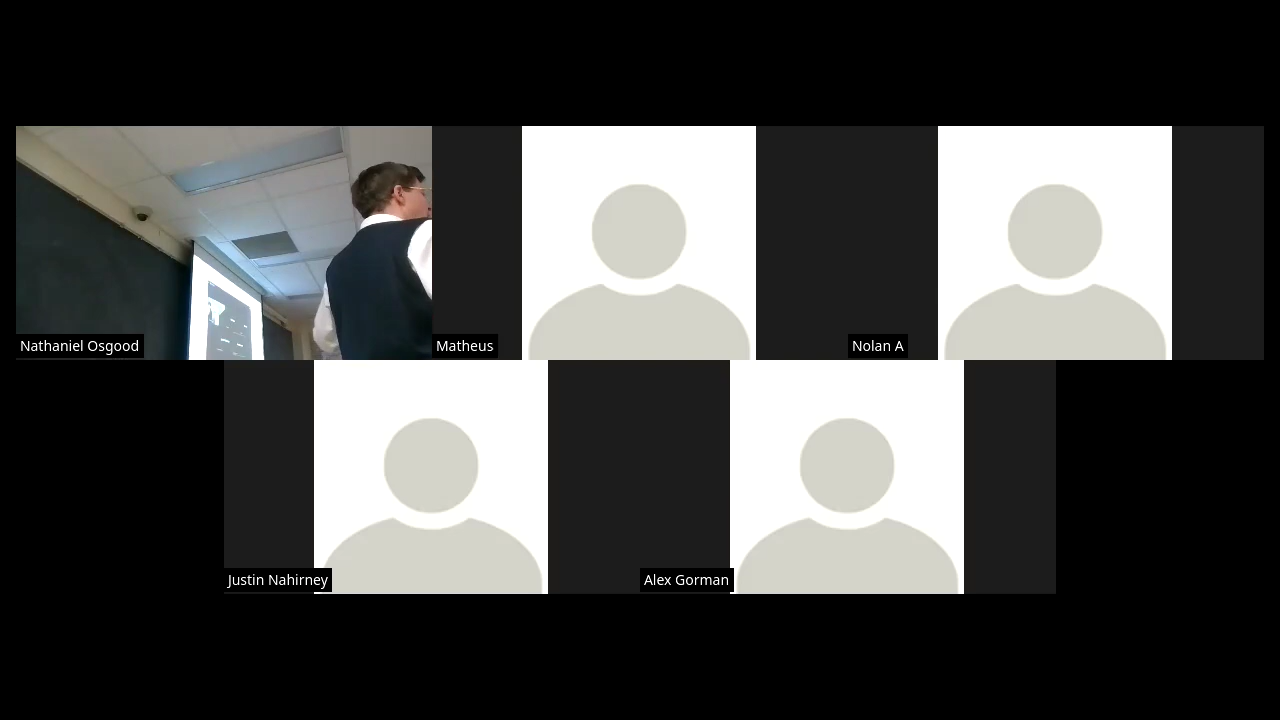 Nathaniel Osgood
Matheus
Nolan A
Justin Nahirney
Alex Gorman